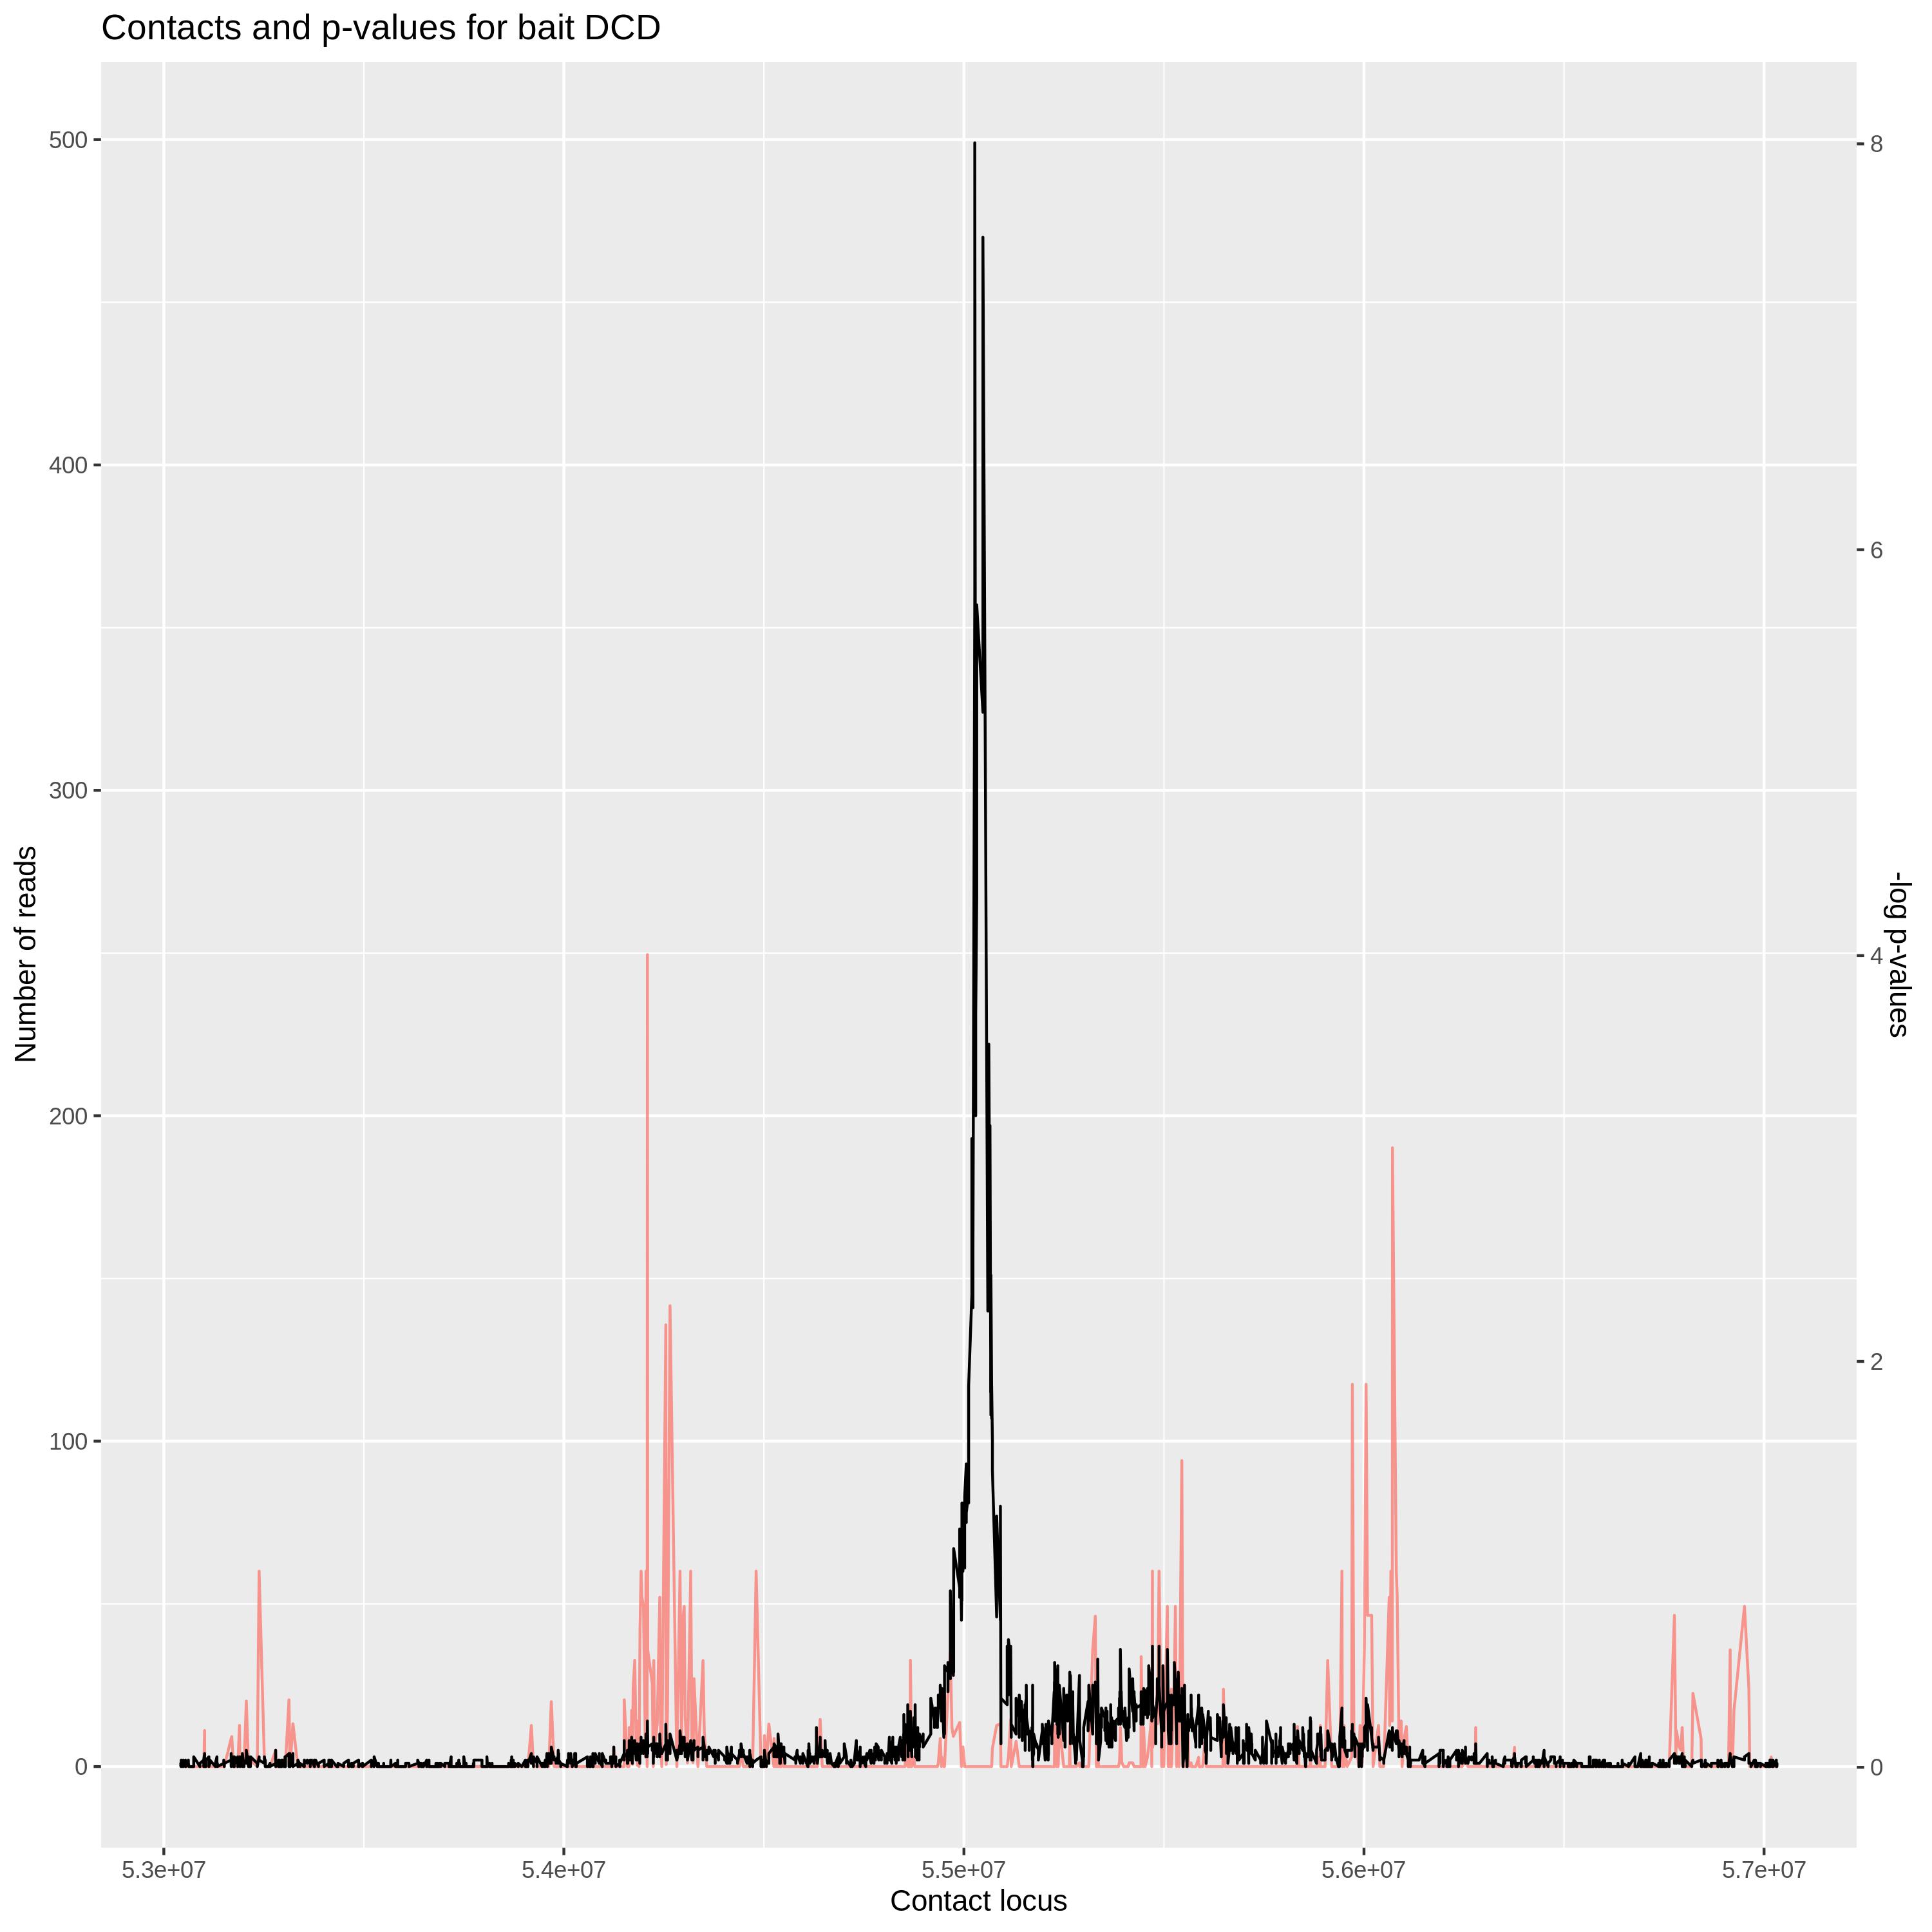 Contacts and p-values for bait DCD
500
400
300
200
100
0
Number of reads
8
6
4
2
0
-log p-values
5.3e+07
5.4e+07
5.5e+07
5.6e+07
5.7e+07
Contact locus